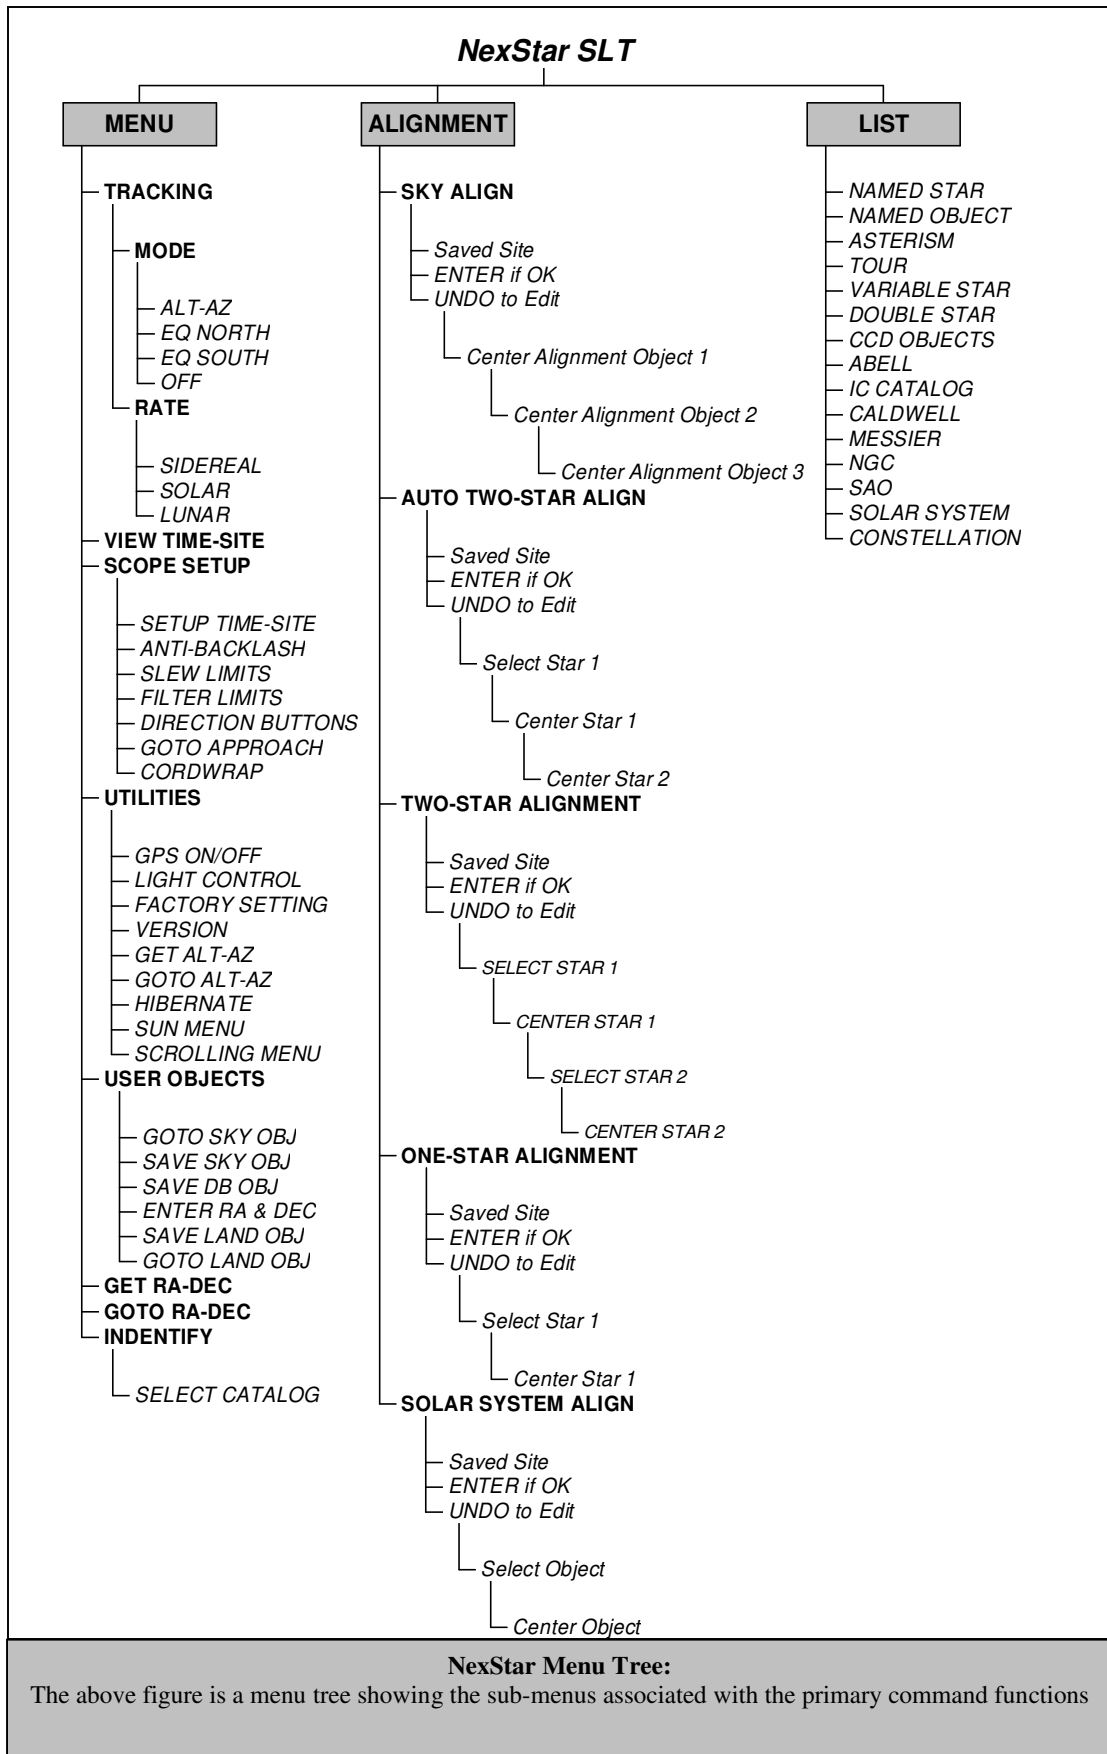 NexStar SLT
MENU
TRACKING
MODE
ALT-AZ
EQ NORTH
EQ SOUTH
OFF
RATE
SIDEREAL
SOLAR
LUNAR
VIEW TIME-SITE
SCOPE SETUP
SETUP TIME-SITE
ANTI-BACKLASH
SLEW LIMITS
FILTER LIMITS
DIRECTION BUTTONS
GOTO APPROACH
CORDWRAP
UTILITIES
GPS ON/OFF
LIGHT CONTROL
FACTORY SETTING
VERSION
GET ALT-AZ
GOTO ALT-AZ
HIBERNATE
SUN MENU
SCROLLING MENU
USER OBJECTS
GOTO SKY OBJ
SAVE SKY OBJ
SAVE DB OBJ
ENTER RA & DEC
SAVE LAND OBJ
GOTO LAND OBJ
GET RA-DEC
GOTO RA-DEC
INDENTIFY
SELECT CATALOG
ALIGNMENT
SKY ALIGN
Saved Site
ENTER if OK
UNDO to Edit
Center Alignment Object 1
Center Alignment Object 2
Center Alignment Object 3
AUTO TWO-STAR ALIGN
Saved Site
ENTER if OK
UNDO to Edit
Select Star 1
Center Star 1
Center Star 2
TWO-STAR ALIGNMENT
Saved Site
ENTER if OK
UNDO to Edit
SELECT STAR 1
CENTER STAR 1
SELECT STAR 2
CENTER STAR 2
ONE-STAR ALIGNMENT
Saved Site
ENTER if OK
UNDO to Edit
Select Star 1
Center Star 1
SOLAR SYSTEM ALIGN
Saved Site
ENTER if OK
UNDO to Edit
Select Object
Center Object
LIST
NAMED STAR
NAMED OBJECT
ASTERISM
TOUR
VARIABLE STAR
DOUBLE STAR
CCD OBJECTS
ABELL
IC CATALOG
CALDWELL
MESSIER
NGC
SAO
SOLAR SYSTEM
CONSTELLATION
NexStar Menu Tree:
The above figure is a menu tree showing the sub-menus associated with the primary command functions